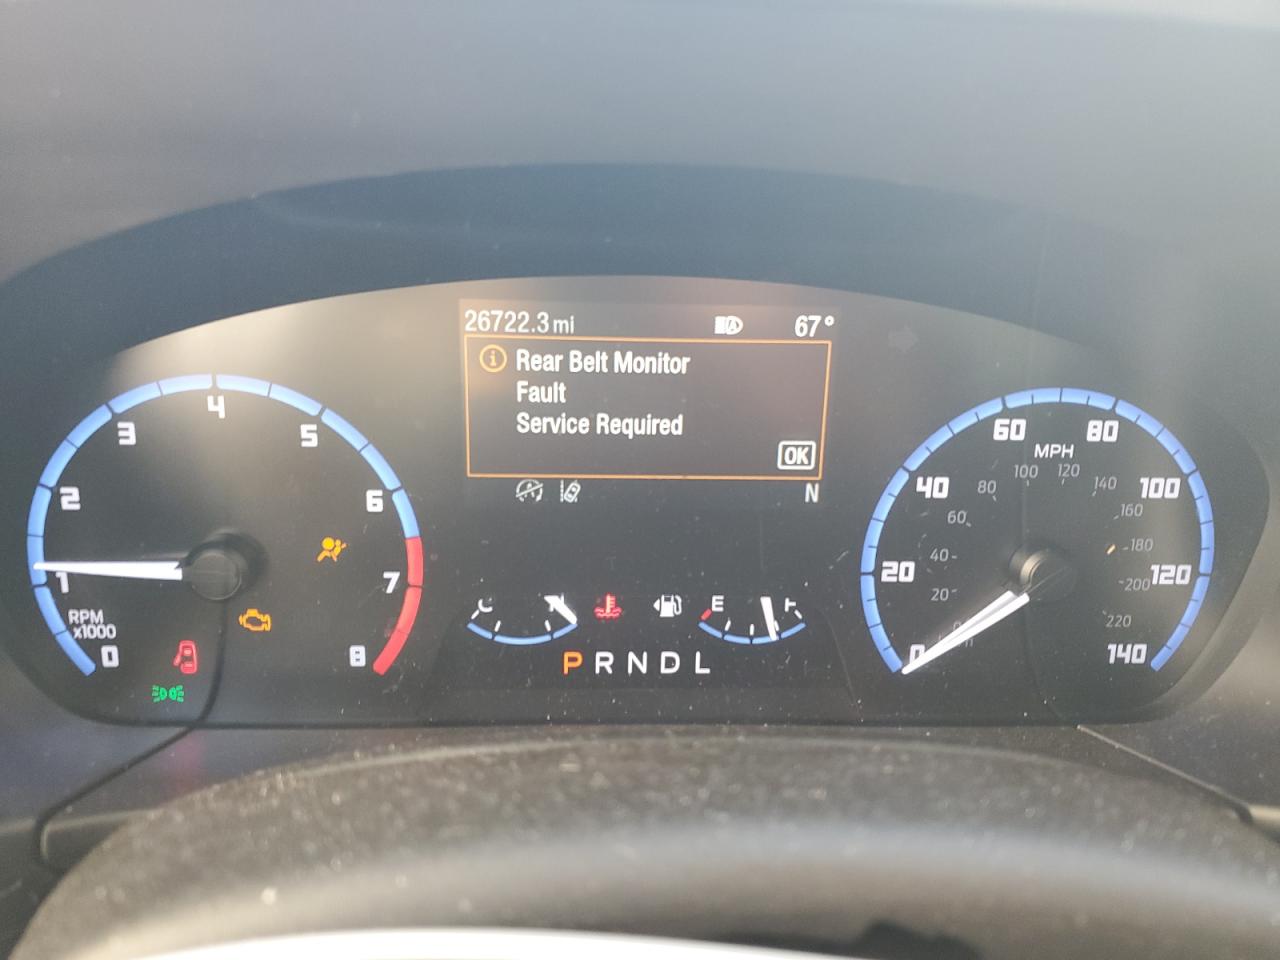 26722.3 mi 67°
Rear Belt Monitor
Fault
Service Required
OK
N
4
3 5
2 6
1 7
RPM
x1000
0 8
C E F
P R N D L
60 80
MPH
100 120
40 80 140 100
60 160
40 180
20 200 120
20 220
0 0 140